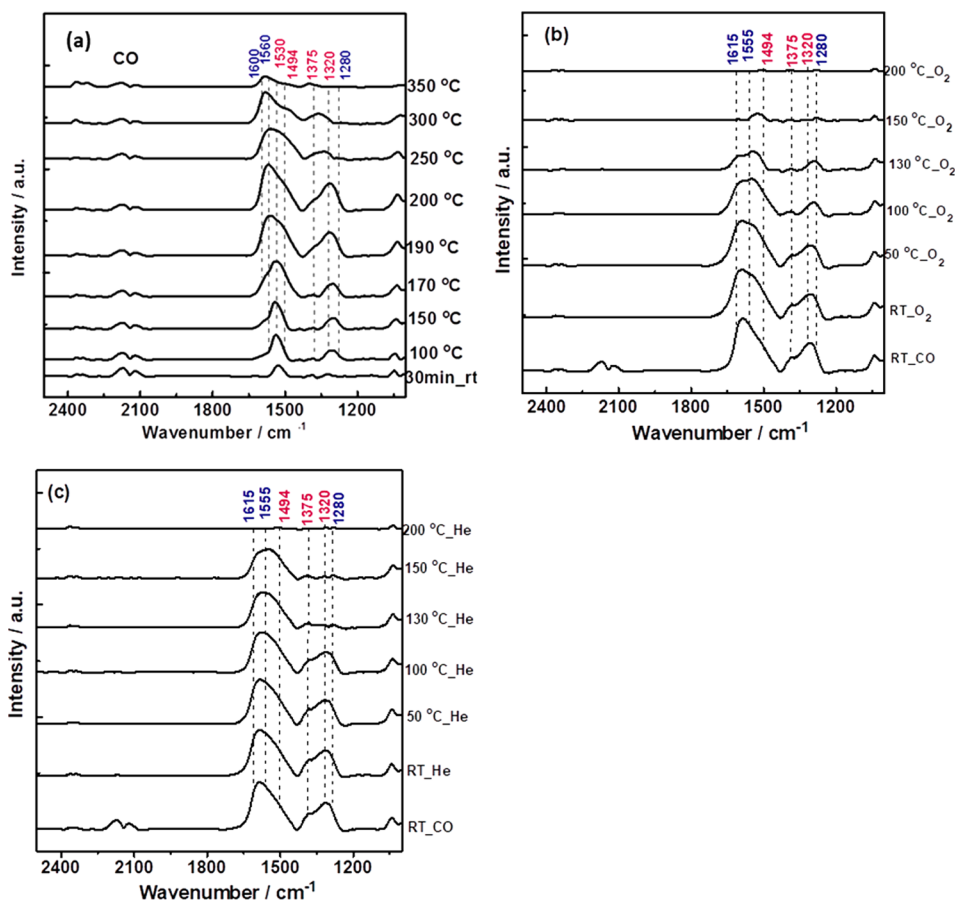 (a)
CO
1600 1560 1530 1494 1375 1320 1280
350 °C
300 °C
250 °C
200 °C
190 °C
170 °C
150 °C
100 °C
30min_rt
Intensity / a.u.
2400 2100 1800 1500 1200
Wavenumber / cm⁻¹
(b)
1615 1555 1494 1375 1320 1280
200 °C_O₂
150 °C_O₂
130 °C_O₂
100 °C_O₂
50 °C_O₂
RT_O₂
RT_CO
Intensity / a.u.
2400 2100 1800 1500 1200
Wavenumber / cm⁻¹
(c)
1615 1555 1494 1375 1320 1280
200 °C_He
150 °C_He
130 °C_He
100 °C_He
50 °C_He
RT_He
RT_CO
Intensity / a.u.
2400 2100 1800 1500 1200
Wavenumber / cm⁻¹